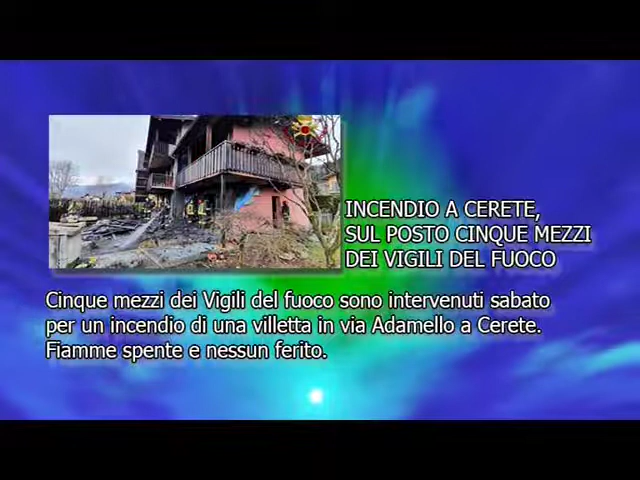 INCENDIO A CERETE,
SUL POSTO CINQUE MEZZI
DEI VIGILI DEL FUOCO
Cinque mezzi dei Vigili del fuoco sono intervenuti sabato
per un incendio di una villetta in via Adamello a Cerete.
Fiamme spente e nessun ferito.